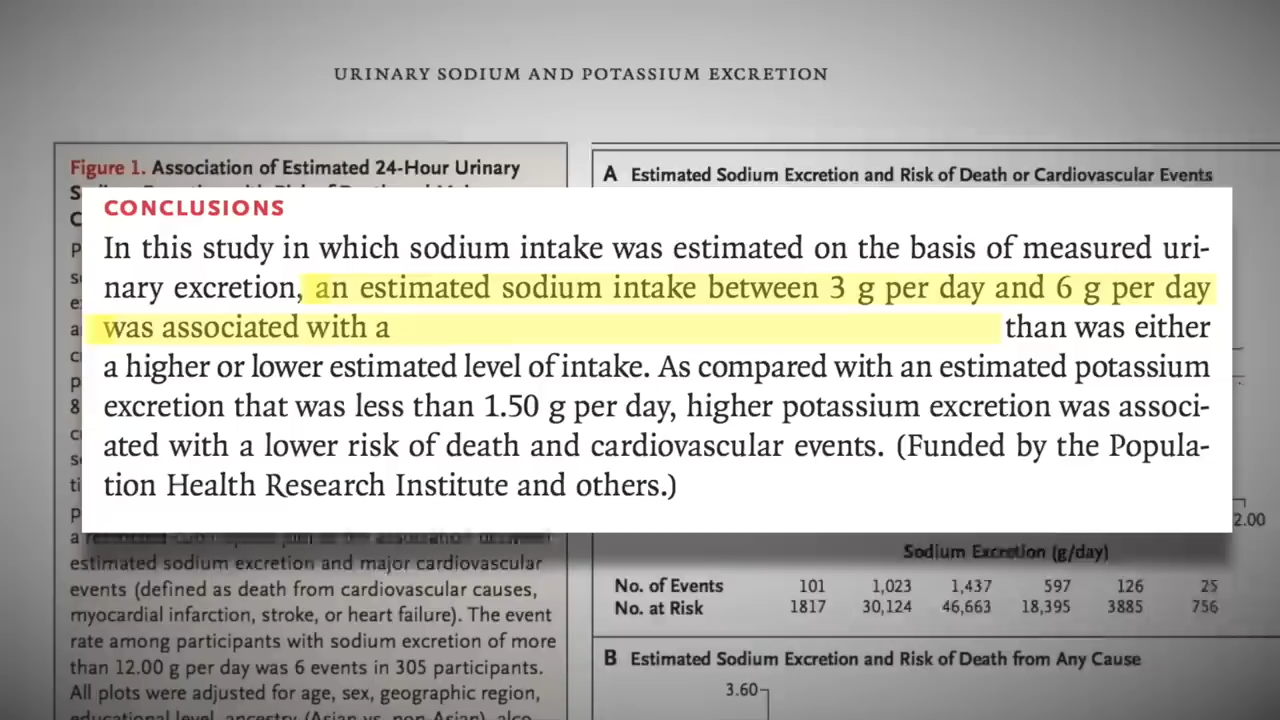 URINARY SODIUM AND POTASSIUM EXCRETION
Figure 1. Association of Estimated 24-Hour Urinary
CONCLUSIONS
In this study in which sodium intake was estimated on the basis of measured uri-
nary excretion, an estimated sodium intake between 3 g per day and 6 g per day
was associated with a than was either
a higher or lower estimated level of intake. As compared with an estimated potassium
excretion that was less than 1.50 g per day, higher potassium excretion was associ-
ated with a lower risk of death and cardiovascular events. (Funded by the Popula-
tion Health Research Institute and others.)
estimated sodium excretion and major cardiovascular
events (defined as death from cardiovascular causes,
myocardial infarction, stroke, or heart failure). The event
rate among participants with sodium excretion of more
than 12.00 g per day was 6 events in 305 participants.
All plots were adjusted for age, sex, geographic region,
educational level, ancestry (Asian vs. non-Asian), also
A Estimated Sodium Excretion and Risk of Death or Cardiovascular Events
2.00
Sodium Excretion (g/day)
No. of Events 101 1,023 1,437 597 126 25
No. at Risk 1817 30,124 46,663 18,395 3885 756
B Estimated Sodium Excretion and Risk of Death from Any Cause
3.60